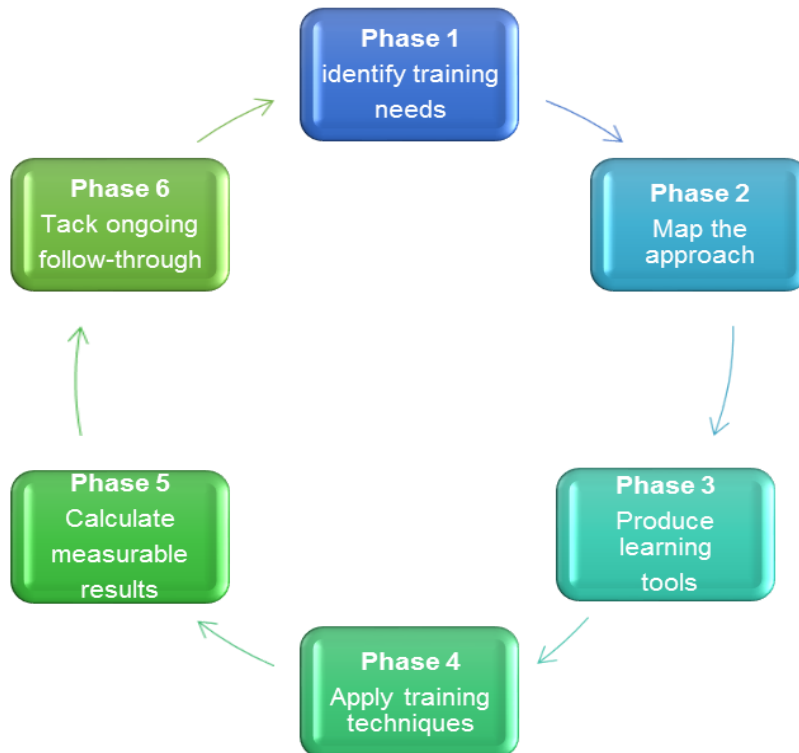 Phase 1
identify training
needs
Phase 2
Map the
approach
Phase 3
Produce
learning
tools
Phase 4
Apply training
techniques
Phase 5
Calculate
measurable
results
Phase 6
Tack ongoing
follow-through